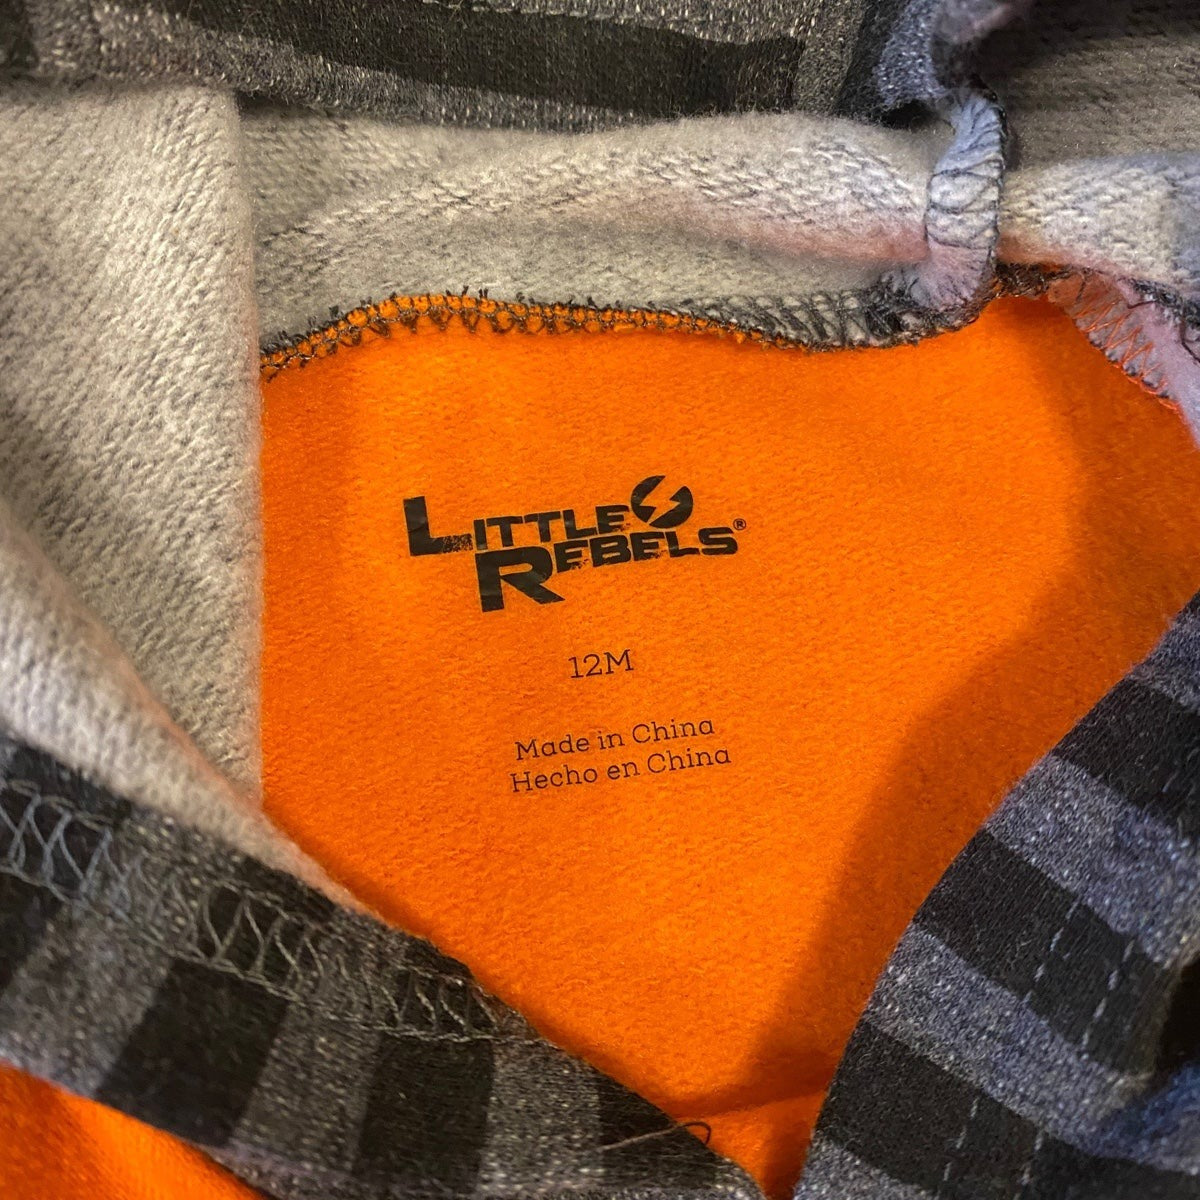 LITTLE
REBELS®
12M
Made in China
Hecho en China